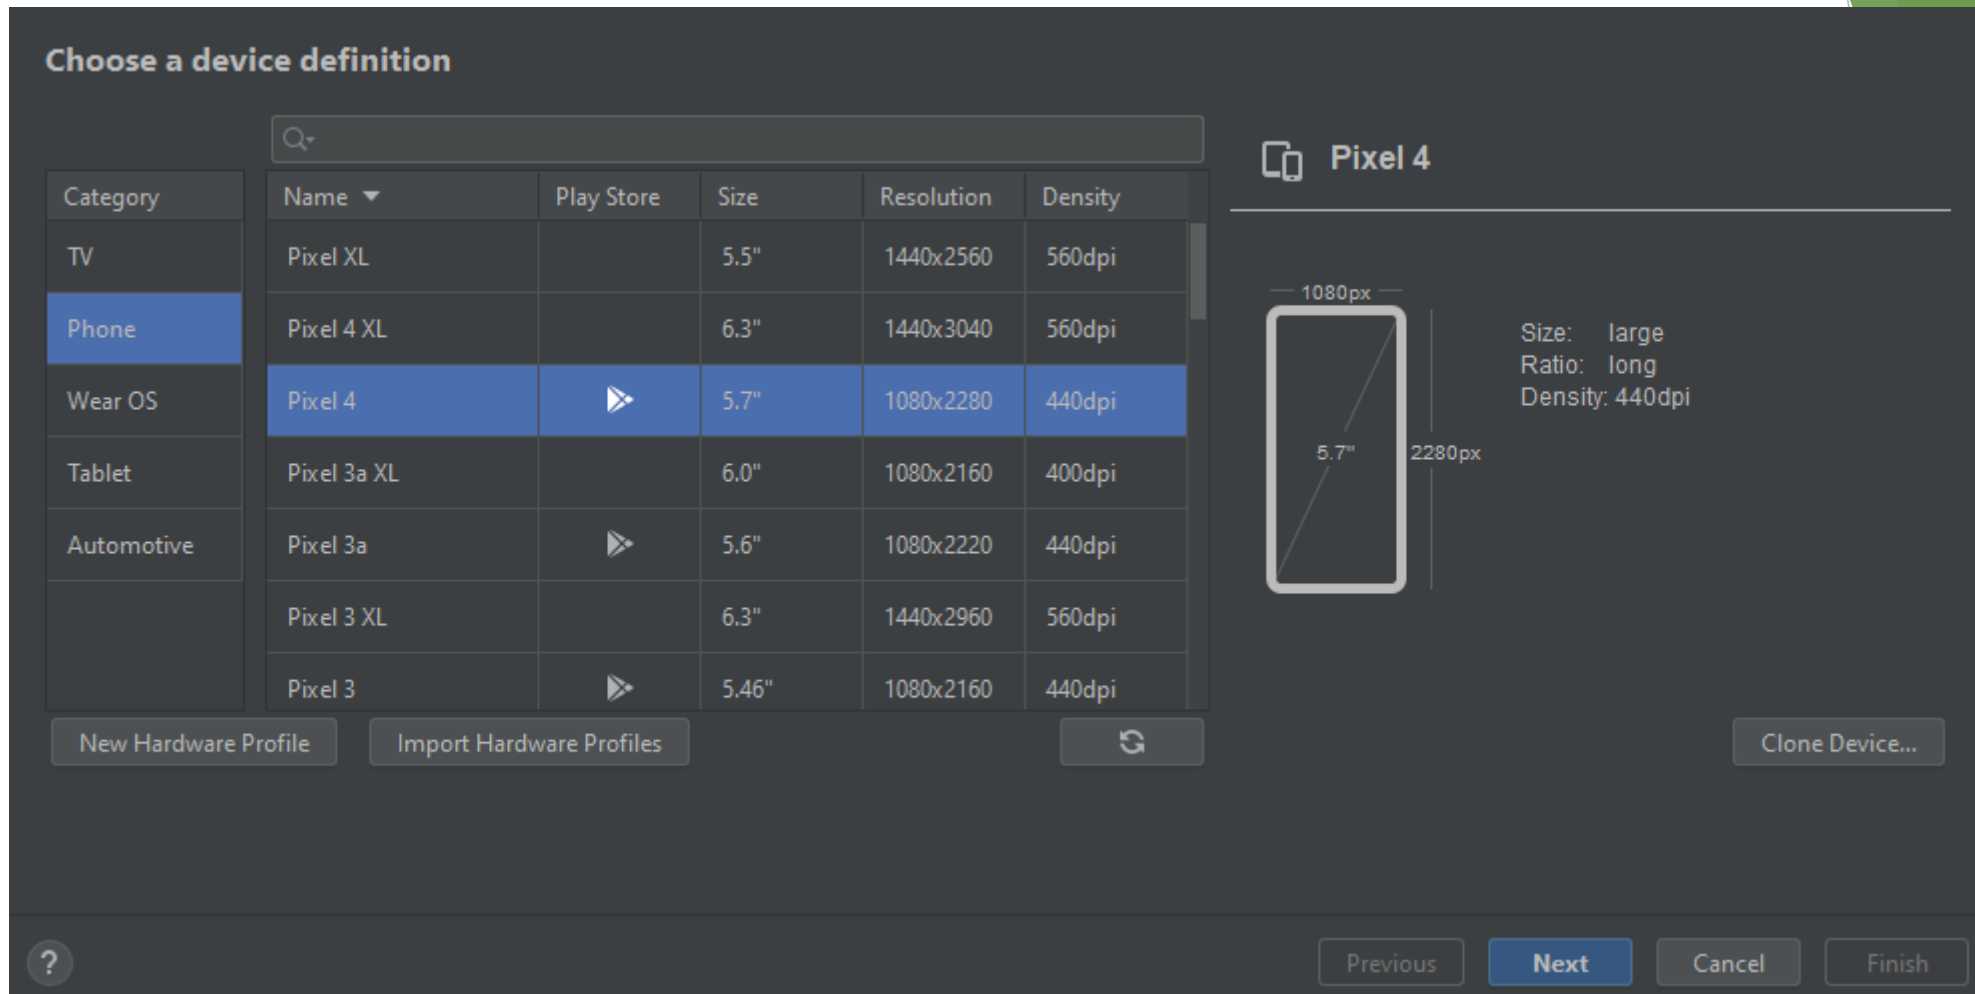 Choose a device definition
Category
TV
Phone
Wear OS
Tablet
Automotive
Name Play Store Size Resolution Density
Pixel XL 5.5" 1440x2560 560dpi
Pixel 4 XL 6.3" 1440x3040 560dpi
Pixel 4 5.7" 1080x2280 440dpi
Pixel 3a XL 6.0" 1080x2160 400dpi
Pixel 3a 5.6" 1080x2220 440dpi
Pixel 3 XL 6.3" 1440x2960 560dpi
Pixel 3 5.46" 1080x2160 440dpi
New Hardware Profile Import Hardware Profiles
Pixel 4
1080px
5.7" 2280px
Size: large
Ratio: long
Density: 440dpi
Clone Device...
? Previous Next Cancel Finish